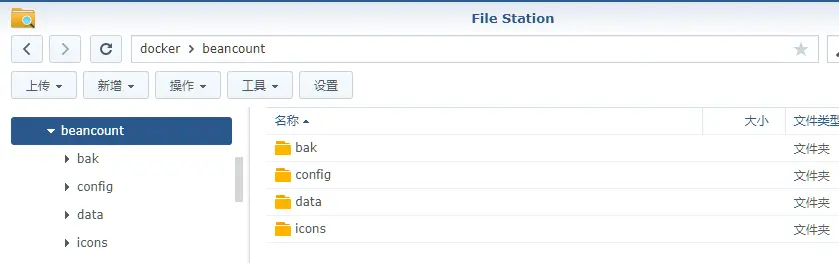 File Station
docker > beancount
上传 新增 操作 工具 设置
beancount
bak
config
data
icons
名称 大小 文件类型
bak 文件夹
config 文件夹
data 文件夹
icons 文件夹